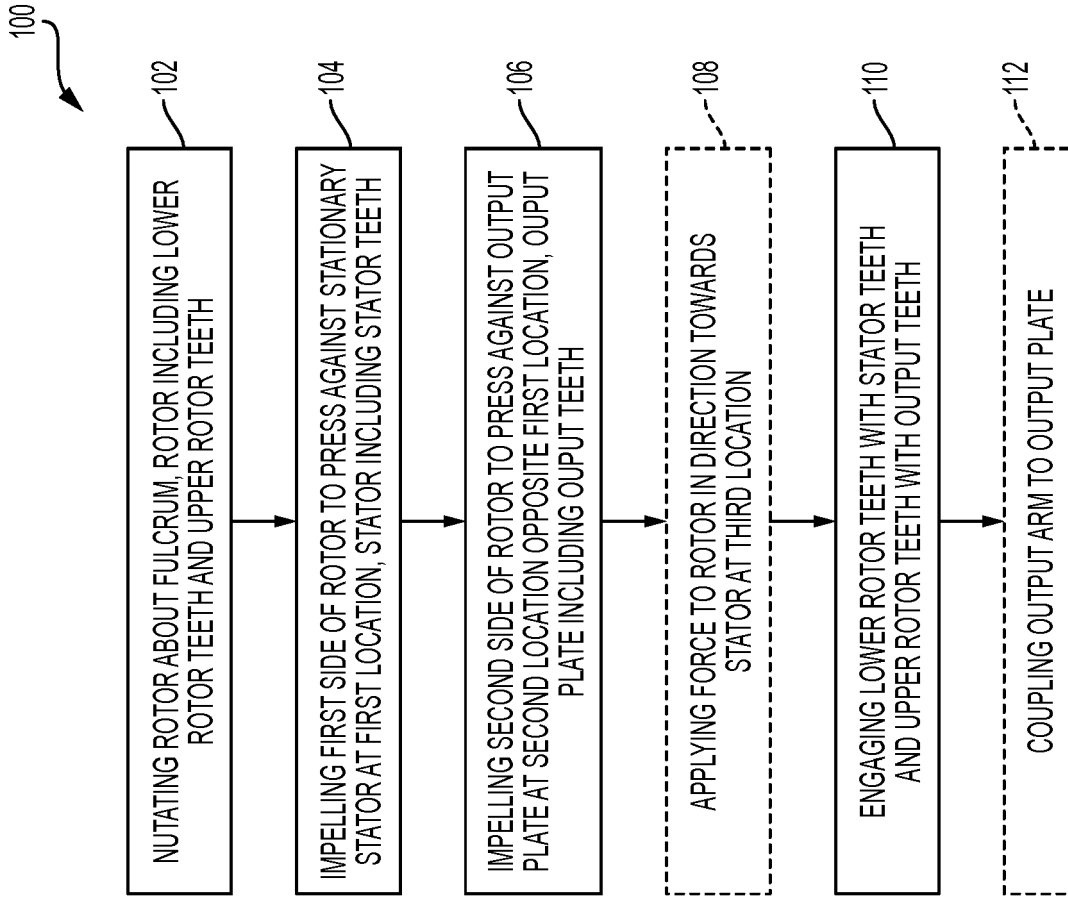 100
102
NUTATING ROTOR ABOUT FULCRUM, ROTOR INCLUDING LOWER
ROTOR TEETH AND UPPER ROTOR TEETH
104
IMPELLING FIRST SIDE OF ROTOR TO PRESS AGAINST STATIONARY
STATOR AT FIRST LOCATION, STATOR INCLUDING STATOR TEETH
106
IMPELLING SECOND SIDE OF ROTOR TO PRESS AGAINST OUTPUT
PLATE AT SECOND LOCATION OPPOSITE FIRST LOCATION, OUPUT
PLATE INCLUDING OUPUT TEETH
108
APPLYING FORCE TO ROTOR IN DIRECTION TOWARDS
STATOR AT THIRD LOCATION
110
ENGAGING LOWER ROTOR TEETH WITH STATOR TEETH
AND UPPER ROTOR TEETH WITH OUTPUT TEETH
112
COUPLING OUTPUT ARM TO OUTPUT PLATE